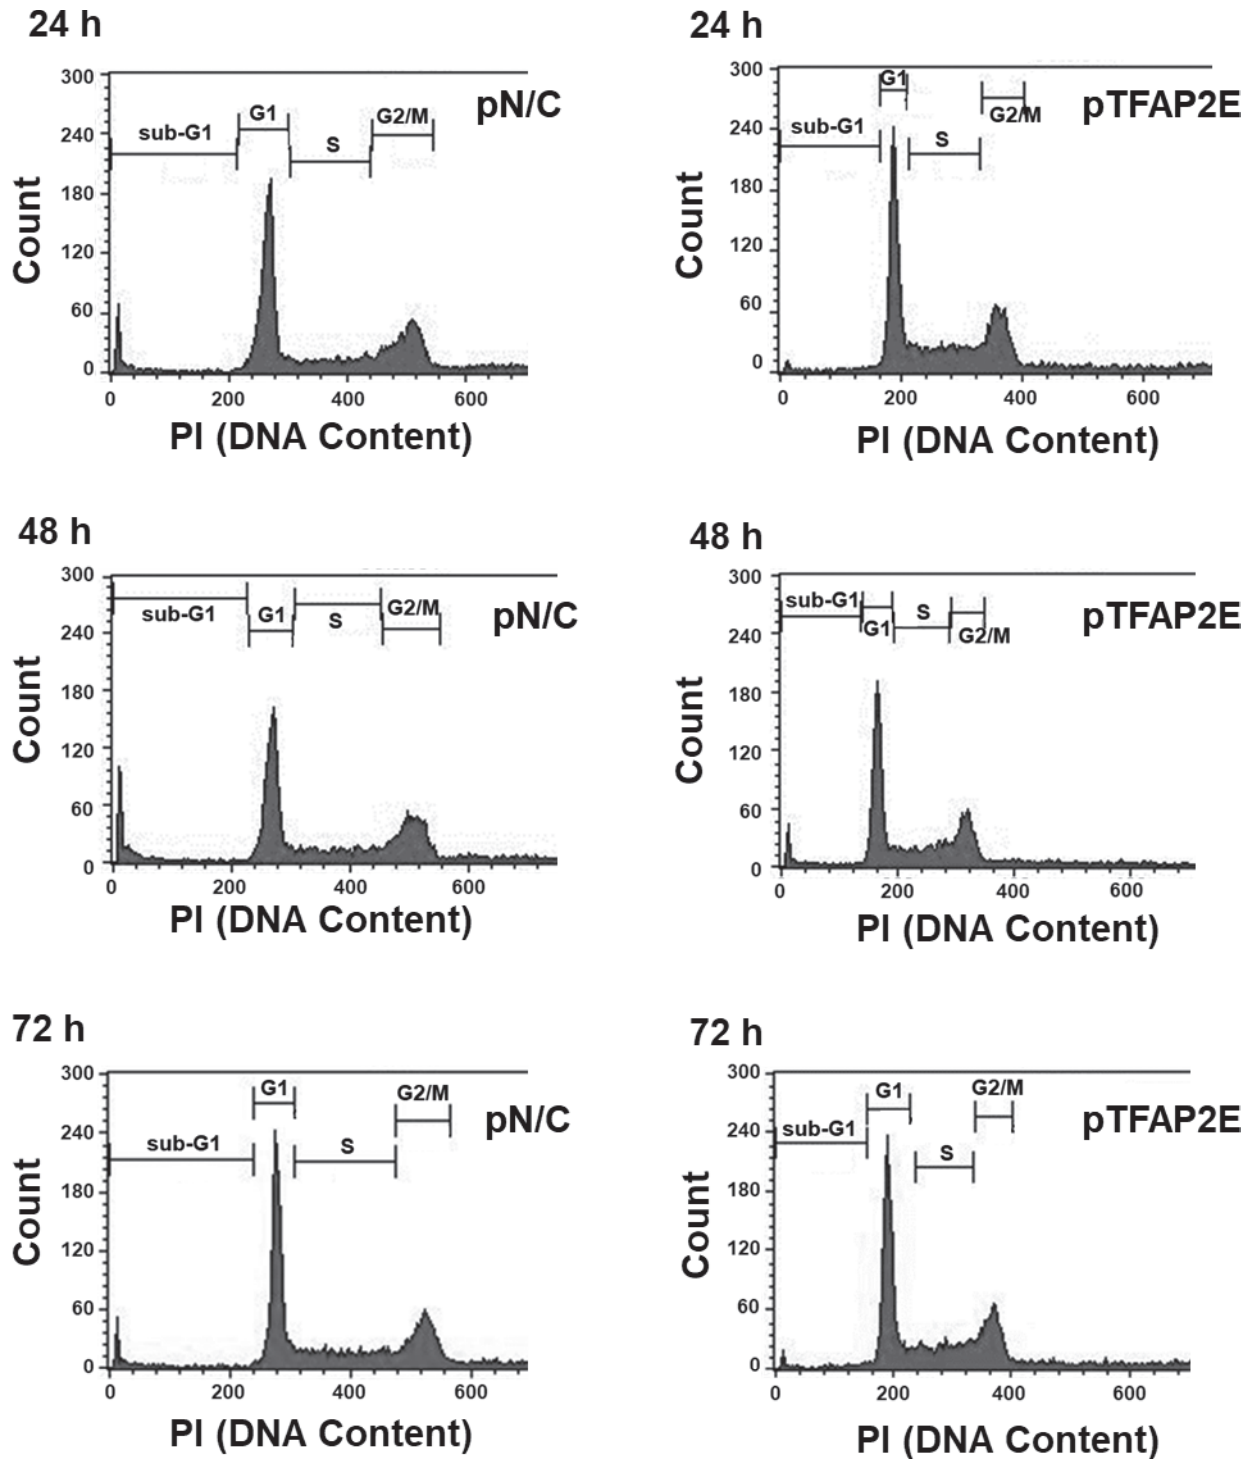 24 h
300
240
180
120
60
0
Count
sub-G1
G1
S
G2/M
pN/C
0 200 400 600
PI (DNA Content)
24 h
300
240
180
120
60
0
Count
sub-G1
G1
S
G2/M
pTFAP2E
0 200 400 600
PI (DNA Content)
48 h
300
240
180
120
60
0
Count
sub-G1
G1
S
G2/M
pN/C
0 200 400 600
PI (DNA Content)
48 h
300
240
180
120
60
0
Count
sub-G1
G1
S
G2/M
pTFAP2E
0 200 400 600
PI (DNA Content)
72 h
300
240
180
120
60
0
Count
sub-G1
G1
S
G2/M
pN/C
0 200 400 600
PI (DNA Content)
72 h
300
240
180
120
60
0
Count
sub-G1
G1
S
G2/M
pTFAP2E
0 200 400 600
PI (DNA Content)